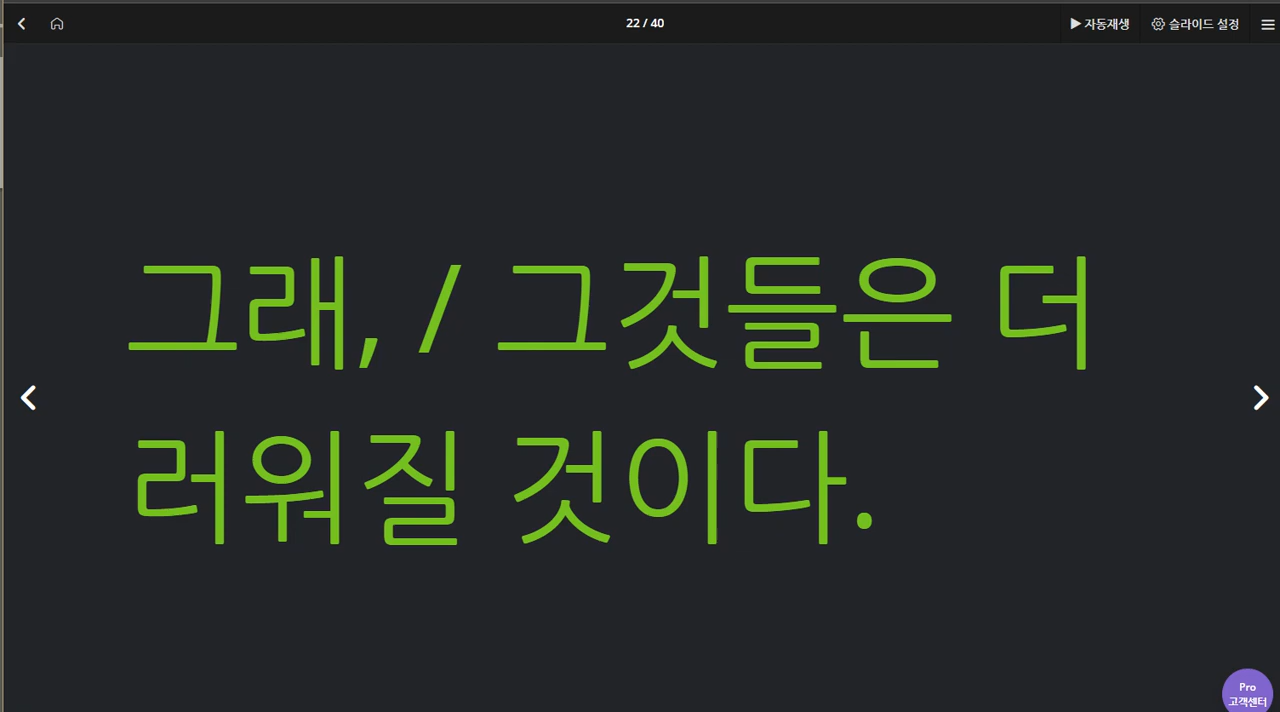 22 / 40
자동재생
슬라이드 설정
그래, / 그것들은 더
러워질 것이다.
Pro
고객센터